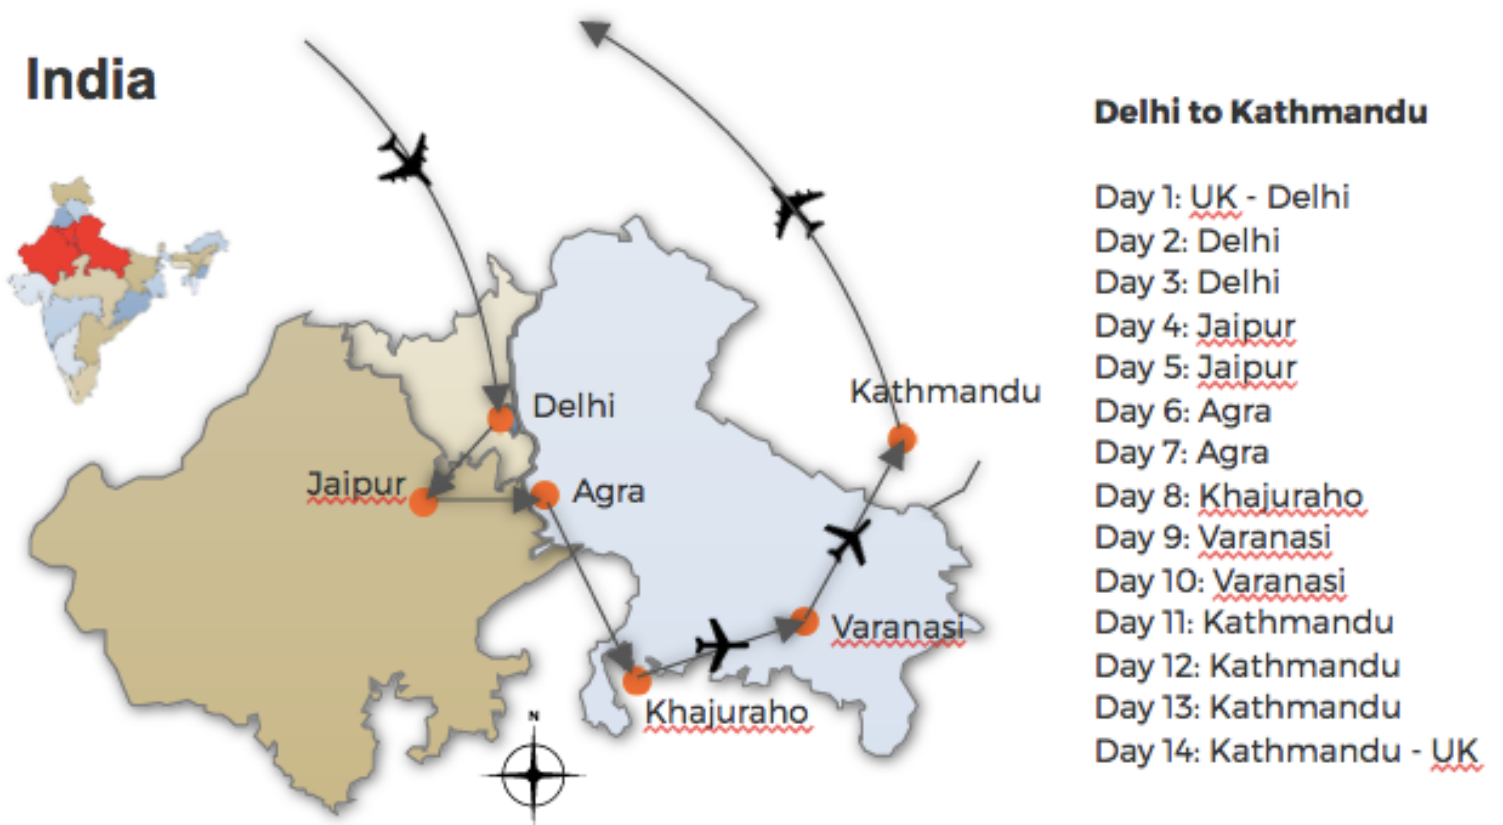 India
Delhi to Kathmandu
Day 1: UK - Delhi
Day 2: Delhi
Day 3: Delhi
Day 4: Jaipur
Day 5: Jaipur
Day 6: Agra
Day 7: Agra
Day 8: Khajuraho
Day 9: Varanasi
Day 10: Varanasi
Day 11: Kathmandu
Day 12: Kathmandu
Day 13: Kathmandu
Day 14: Kathmandu - UK
Kathmandu
Delhi
Jaipur
Agra
Varanasi
Khajuraho
N